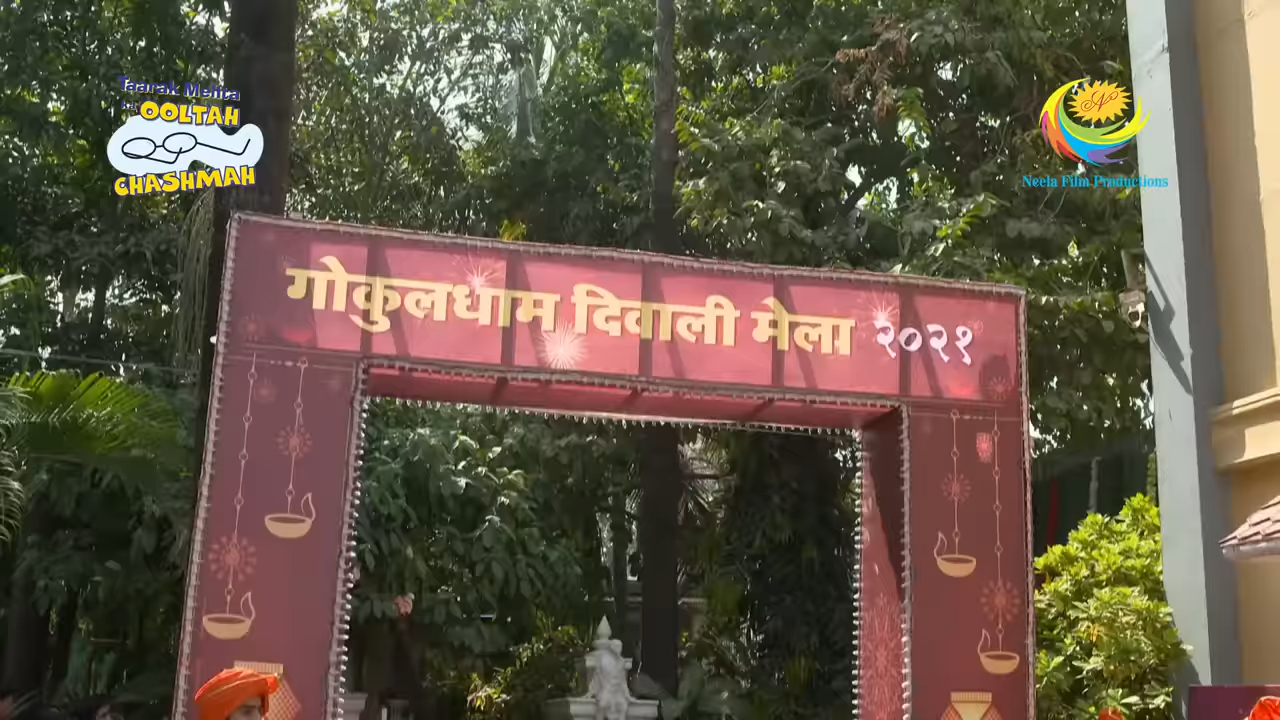 Taarak Mehta
ka OOLTAH
CHASHMAH
Neela Film Productions
गोकुलधाम दिवाली मेला २०२१